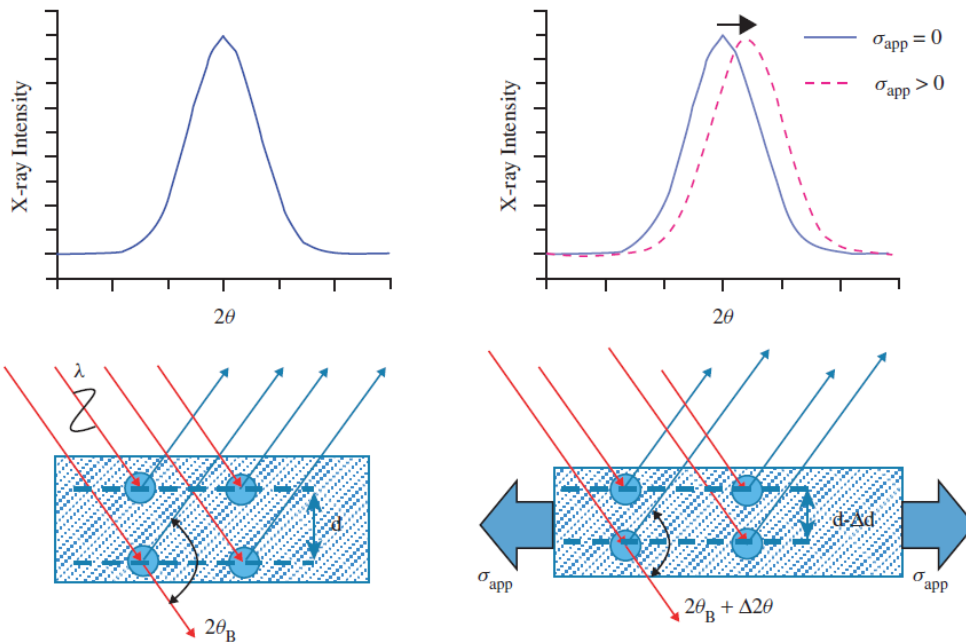 X-ray Intensity
2θ
X-ray Intensity
2θ
σapp = 0
σapp > 0
λ
d
2θB
d-Δd
σapp
σapp
2θB + Δ2θ